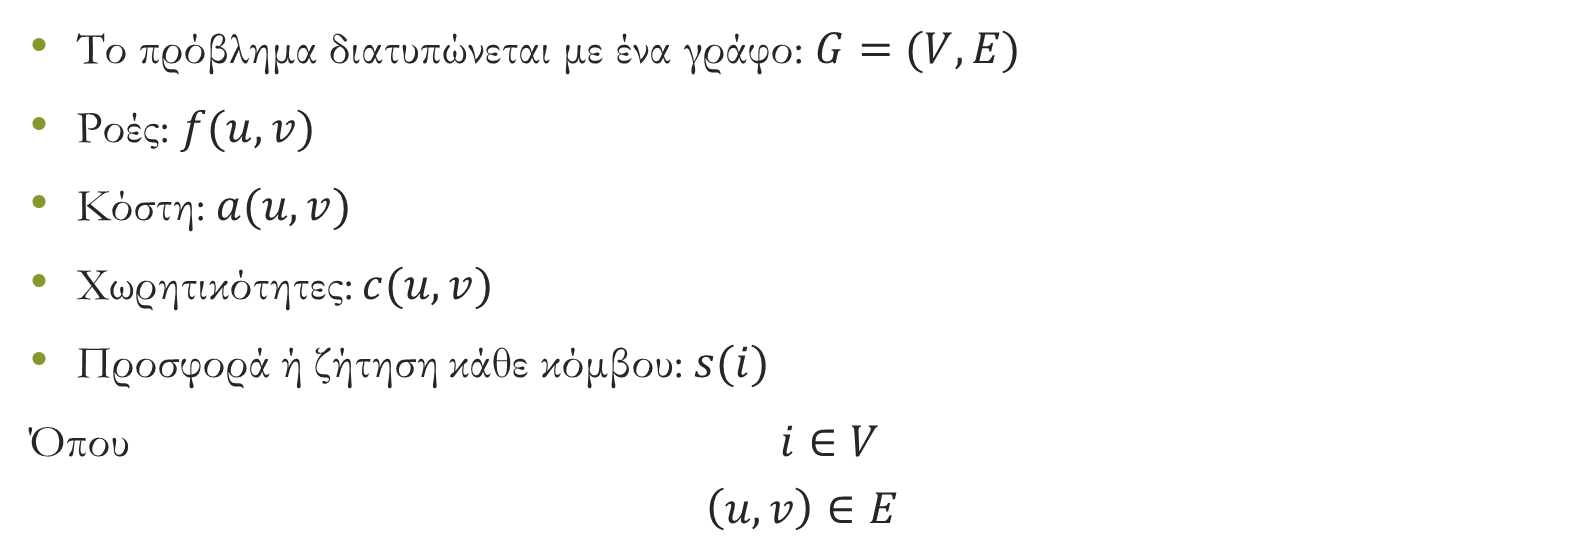 • Το πρόβλημα διατυπώνεται με ένα γράφο: G = (V, E)
• Ροές: f(u, v)
• Κόστη: a(u, v)
• Χωρητικότητες: c(u, v)
• Προσφορά ή ζήτηση κάθε κόμβου: s(i)
Όπου i ∈ V
(u, v) ∈ E